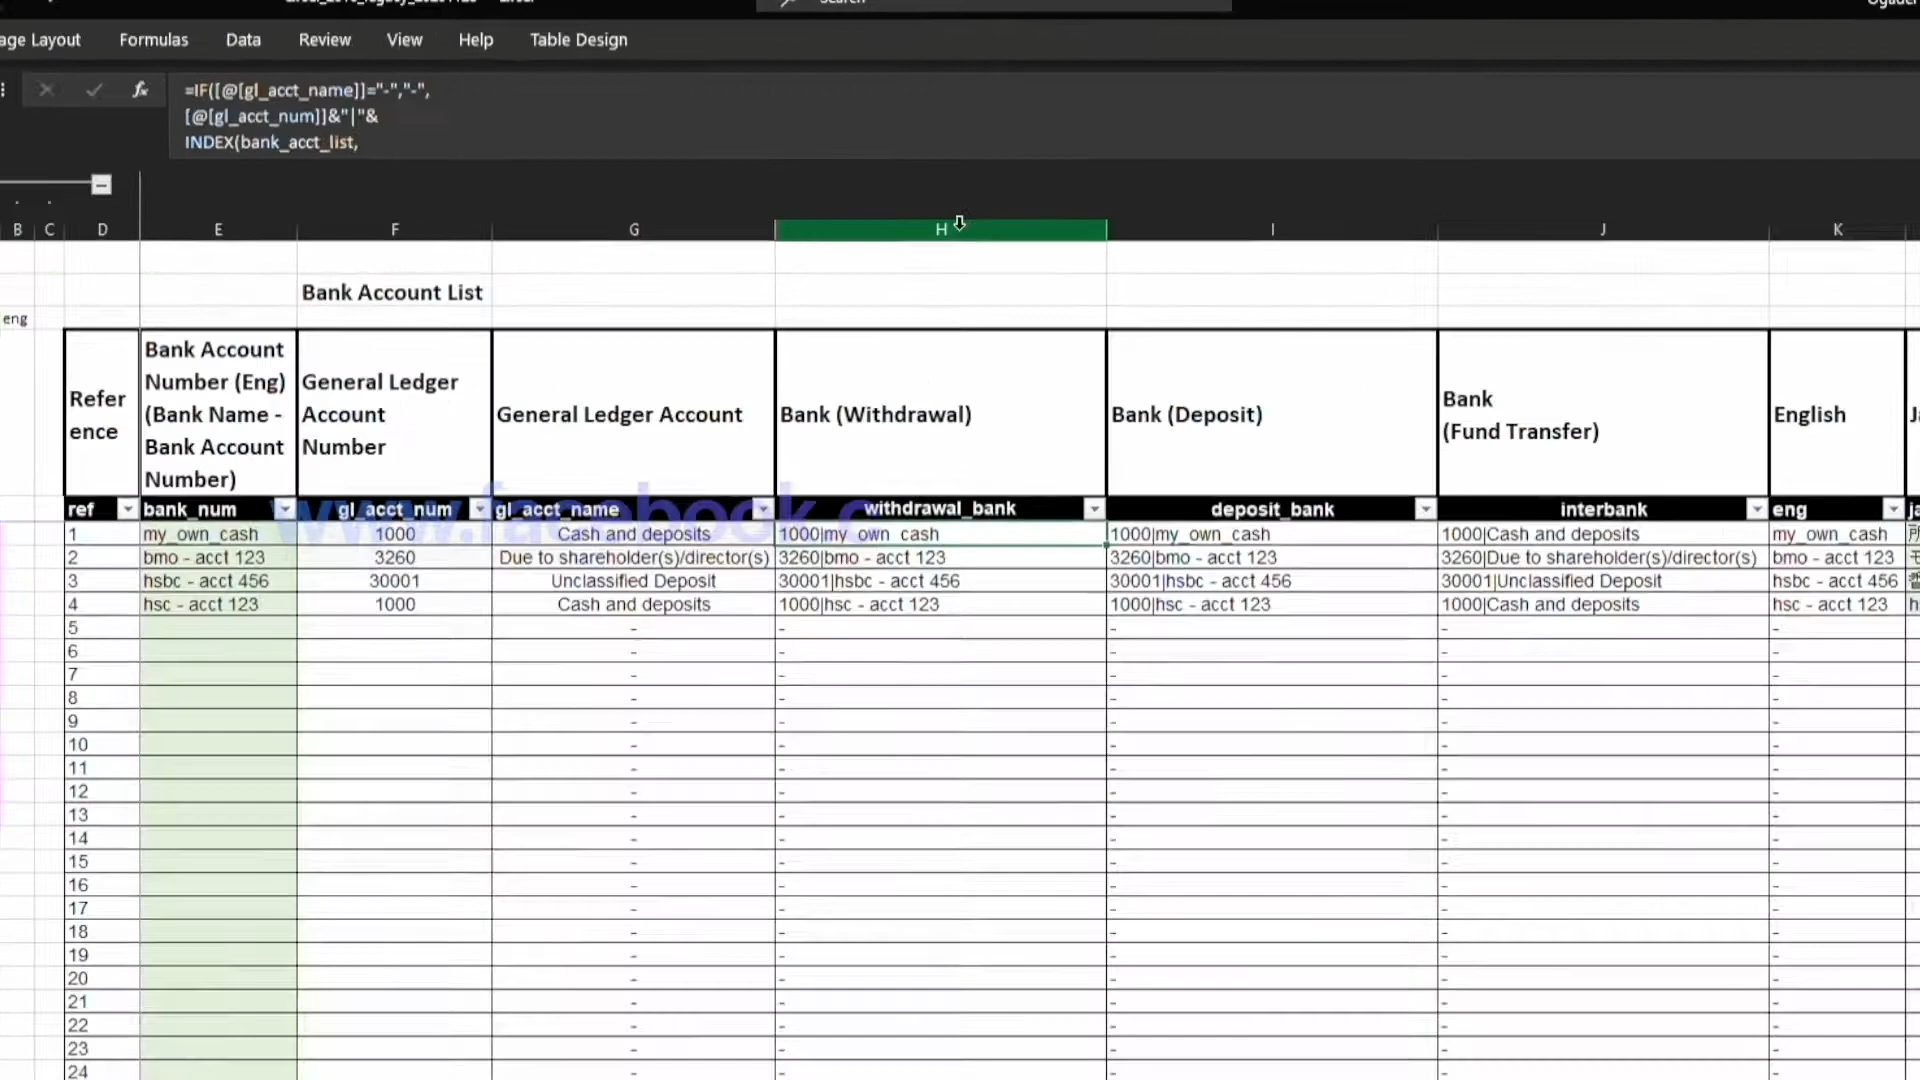 Search
age Layout Formulas Data Review View Help Table Design
fx =IF([@[gl_acct_name]]="-","-",
[@[gl_acct_num]]&"|"&
INDEX(bank_acct_list,
B C D E F G H I J K
Bank Account List
eng
Refer
ence
Bank Account
Number (Eng)
(Bank Name -
Bank Account
Number)
General Ledger
Account
Number
General Ledger Account
Bank (Withdrawal)
Bank (Deposit)
Bank
(Fund Transfer)
English
ref bank_num gl_acct_num gl_acct_name withdrawal_bank deposit_bank interbank eng
www.facebook.c
1 my_own_cash 1000 Cash and deposits 1000|my_own_cash 1000|my_own_cash 1000|Cash and deposits my_own_cash
2 bmo - acct 123 3260 Due to shareholder(s)/director(s) 3260|bmo - acct 123 3260|bmo - acct 123 3260|Due to shareholder(s)/director(s) bmo - acct 123
3 hsbc - acct 456 30001 Unclassified Deposit 30001|hsbc - acct 456 30001|hsbc - acct 456 30001|Unclassified Deposit hsbc - acct 456
4 hsc - acct 123 1000 Cash and deposits 1000|hsc - acct 123 1000|hsc - acct 123 1000|Cash and deposits hsc - acct 123
5 - - - - -
6 - - - - -
7 - - - - -
8 - - - - -
9 - - - - -
10 - - - - -
11 - - - - -
12 - - - - -
13 - - - - -
14 - - - - -
15 - - - - -
16 - - - - -
17 - - - - -
18 - - - - -
19 - - - - -
20 - - - - -
21 - - - - -
22 - - - - -
23 - - - - -
24 - - - - -